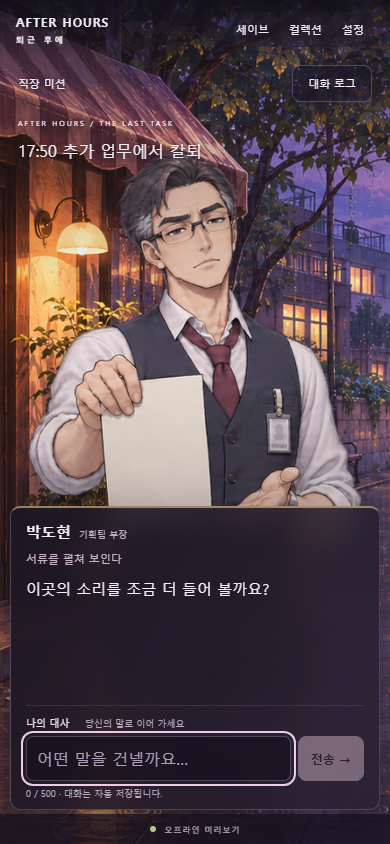 AFTER HOURS
퇴근 후에
세이브 컬렉션 설정
직장 미션
대화 로그
AFTER HOURS / THE LAST TASK
17:50 추가 업무에서 칼퇴
박도현 기획팀 부장
서류를 펼쳐 보인다
이곳의 소리를 조금 더 들어 볼까요?
나의 대사 당신의 말로 이어 가세요
어떤 말을 건넬까요...
전송 →
0 / 500 · 대화는 자동 저장됩니다.
오프라인 미리보기